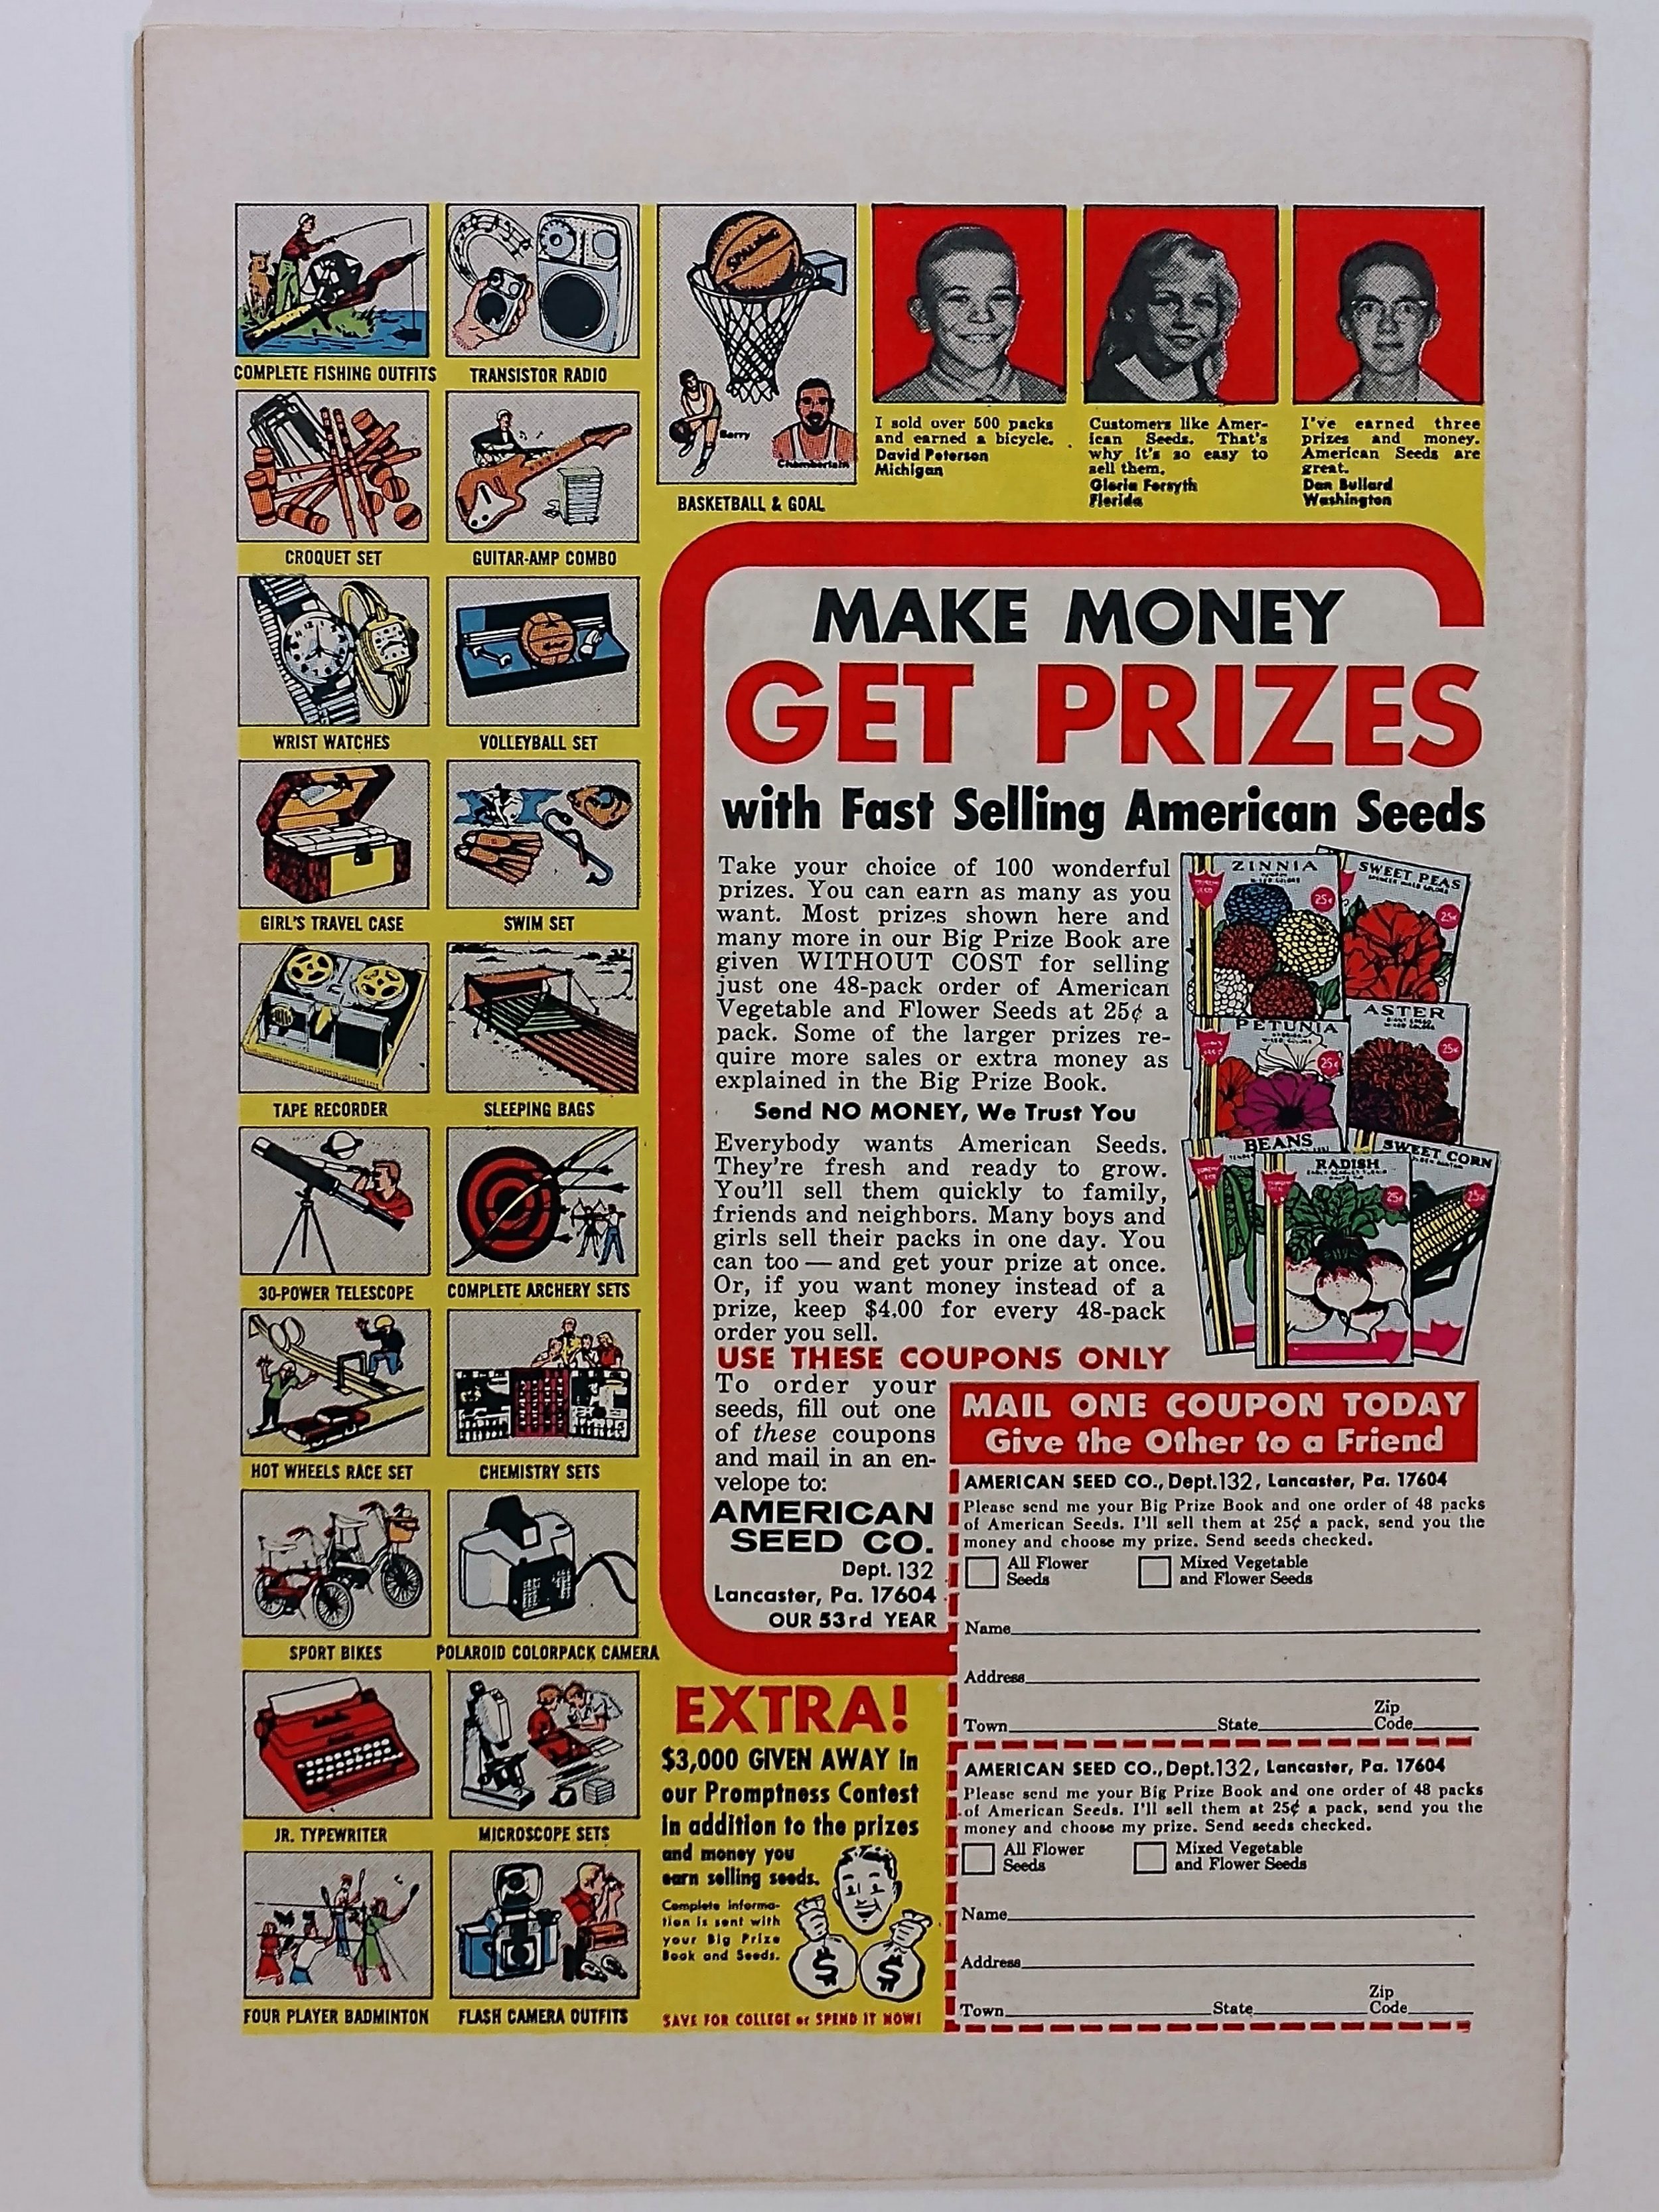 COMPLETE FISHING OUTFITS
TRANSISTOR RADIO
CROQUET SET
GUITAR-AMP COMBO
WRIST WATCHES
VOLLEYBALL SET
GIRL'S TRAVEL CASE
SWIM SET
TAPE RECORDER
SLEEPING BAGS
30-POWER TELESCOPE
COMPLETE ARCHERY SETS
HOT WHEELS RACE SET
CHEMISTRY SETS
SPORT BIKES
POLAROID COLORPACK CAMERA
JR. TYPEWRITER
MICROSCOPE SETS
FOUR PLAYER BADMINTON
FLASH CAMERA OUTFITS
SPALDING
Barry
Chamberlain
BASKETBALL & GOAL
I sold over 500 packs
and earned a bicycle.
David Peterson
Michigan
Customers like Amer-
ican Seeds. That's
why it's so easy to
sell them.
Gloria Forsyth
Florida
I've earned three
prizes and money.
American Seeds are
great.
Dan Bullard
Washington
MAKE MONEY
GET PRIZES
with Fast Selling American Seeds
Take your choice of 100 wonderful
prizes. You can earn as many as you
want. Most prizes shown here and
many more in our Big Prize Book are
given WITHOUT COST for selling
just one 48-pack order of American
Vegetable and Flower Seeds at 25¢ a
pack. Some of the larger prizes re-
quire more sales or extra money as
explained in the Big Prize Book.
Send NO MONEY, We Trust You
Everybody wants American Seeds.
They're fresh and ready to grow.
You'll sell them quickly to family,
friends and neighbors. Many boys and
girls sell their packs in one day. You
can too — and get your prize at once.
Or, if you want money instead of a
prize, keep $4.00 for every 48-pack
order you sell.
USE THESE COUPONS ONLY
To order your
seeds, fill out one
of these coupons
and mail in an en-
velope to:
AMERICAN
SEED CO.
Dept. 132
Lancaster, Pa. 17604
OUR 53rd YEAR
ZINNIA
25¢
SWEET PEAS
25¢
PETUNIA
25¢
ASTER
25¢
BEANS
RADISH
25¢
SWEET CORN
25¢
MAIL ONE COUPON TODAY
Give the Other to a Friend
AMERICAN SEED CO., Dept.132, Lancaster, Pa. 17604
Please send me your Big Prize Book and one order of 48 packs
of American Seeds. I'll sell them at 25¢ a pack, send you the
money and choose my prize. Send seeds checked.
All Flower Seeds
Mixed Vegetable and Flower Seeds
Name
Address
Town State Zip Code
AMERICAN SEED CO., Dept.132, Lancaster, Pa. 17604
Please send me your Big Prize Book and one order of 48 packs
of American Seeds. I'll sell them at 25¢ a pack, send you the
money and choose my prize. Send seeds checked.
All Flower Seeds
Mixed Vegetable and Flower Seeds
Name
Address
Town State Zip Code
EXTRA!
$3,000 GIVEN AWAY in
our Promptness Contest
in addition to the prizes
and money you
earn selling seeds.
Complete informa-
tion is sent with
your Big Prize
Book and Seeds.
$ $
SAVE FOR COLLEGE or SPEND IT NOW!